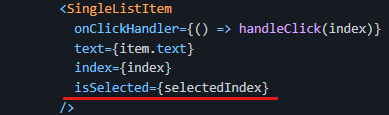 <SingleListItem
onClickHandler={() => handleClick(index)}
text={item.text}
index={index}
isSelected={selectedIndex}
/>